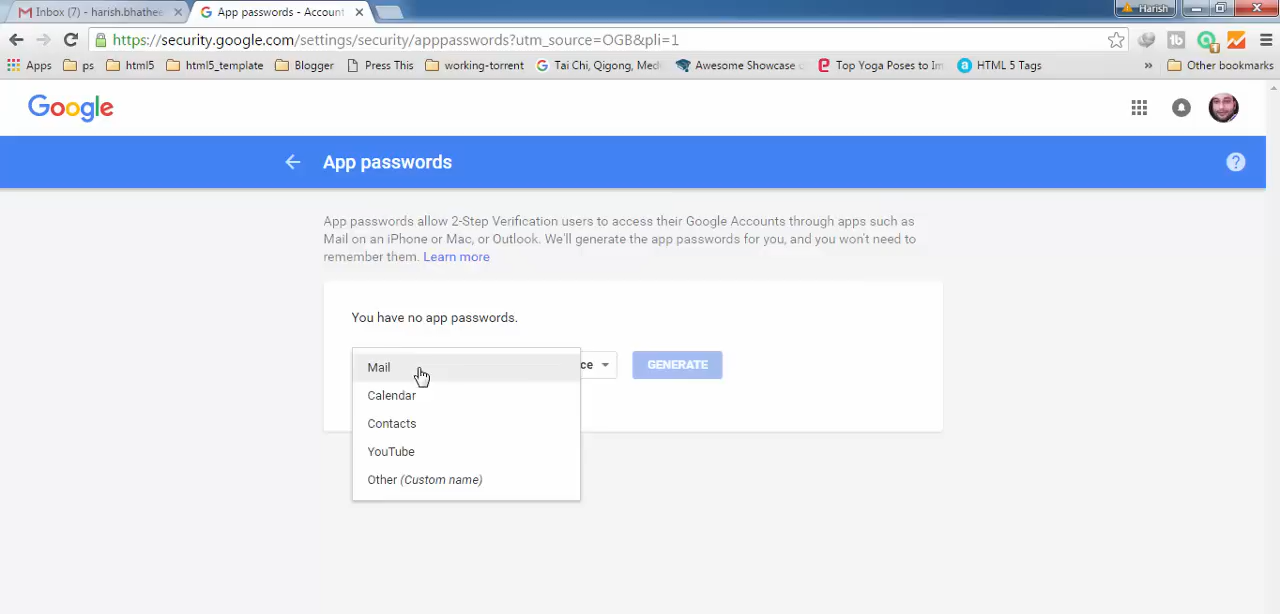 Inbox (7) - harish.bhathee
App passwords - Account
Harish
https://security.google.com/settings/security/apppasswords?utm_source=OGB&pli=1
Apps ps html5 html5_template Blogger Press This working-torrent Tai Chi, Qigong, Med Awesome Showcase Top Yoga Poses to Im HTML 5 Tags » Other bookmarks
Google
App passwords
App passwords allow 2-Step Verification users to access their Google Accounts through apps such as
Mail on an iPhone or Mac, or Outlook. We'll generate the app passwords for you, and you won't need to
remember them. Learn more
You have no app passwords.
Mail
ce
GENERATE
Calendar
Contacts
YouTube
Other (Custom name)